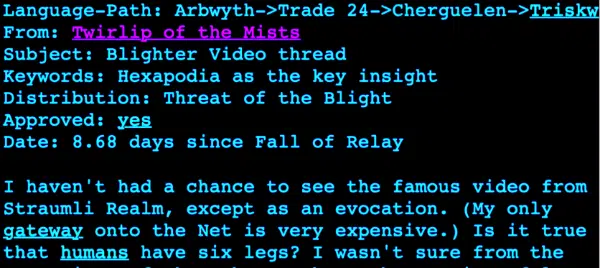 Language-Path: Arbwyth->Trade 24->Cherguelen->Triskw
From: Twirlip of the Mists
Subject: Blighter Video thread
Keywords: Hexapodia as the key insight
Distribution: Threat of the Blight
Approved: yes
Date: 8.68 days since Fall of Relay
I haven't had a chance to see the famous video from
Straumli Realm, except as an evocation. (My only
gateway onto the Net is very expensive.) Is it true
that humans have six legs? I wasn't sure from the